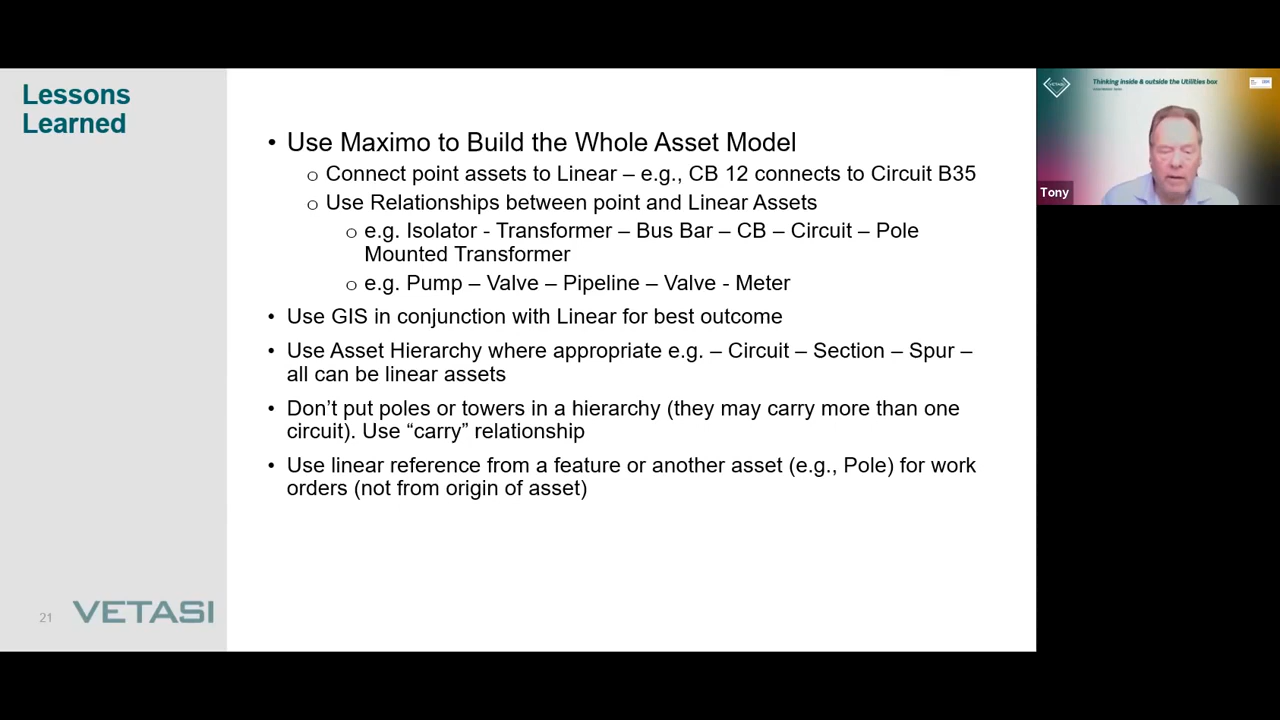 Lessons
Learned
• Use Maximo to Build the Whole Asset Model
o Connect point assets to Linear – e.g., CB 12 connects to Circuit B35
o Use Relationships between point and Linear Assets
o e.g. Isolator - Transformer – Bus Bar – CB – Circuit – Pole
Mounted Transformer
o e.g. Pump – Valve – Pipeline – Valve - Meter
• Use GIS in conjunction with Linear for best outcome
• Use Asset Hierarchy where appropriate e.g. – Circuit – Section – Spur –
all can be linear assets
• Don’t put poles or towers in a hierarchy (they may carry more than one
circuit). Use “carry” relationship
• Use linear reference from a feature or another asset (e.g., Pole) for work
orders (not from origin of asset)
21
VETASI
Thinking inside & outside the Utilities box
Tony